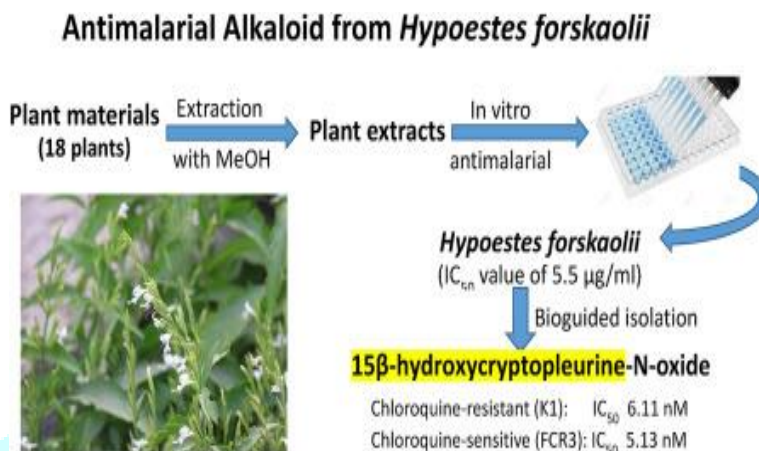 Antimalarial Alkaloid from Hypoestes forskaolii
Plant materials
(18 plants)
Extraction
with MeOH
Plant extracts
In vitro
antimalarial
Hypoestes forskaolii
(IC₅₀ value of 5.5 µg/ml)
Bioguided isolation
15β-hydroxycryptopleurine-N-oxide
Chloroquine-resistant (K1): IC₅₀ 6.11 nM
Chloroquine-sensitive (FCR3): IC₅₀ 5.13 nM